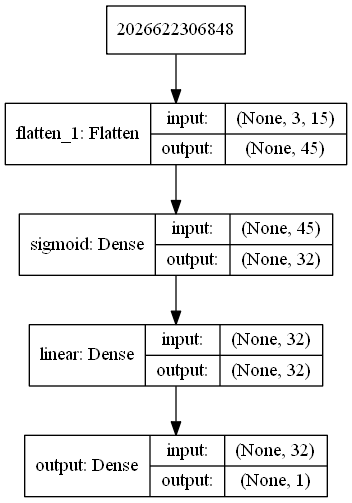 2026622306848
flatten_1: Flatten
input:
(None, 3, 15)
output:
(None, 45)
sigmoid: Dense
input:
(None, 45)
output:
(None, 32)
linear: Dense
input:
(None, 32)
output:
(None, 32)
output: Dense
input:
(None, 32)
output:
(None, 1)